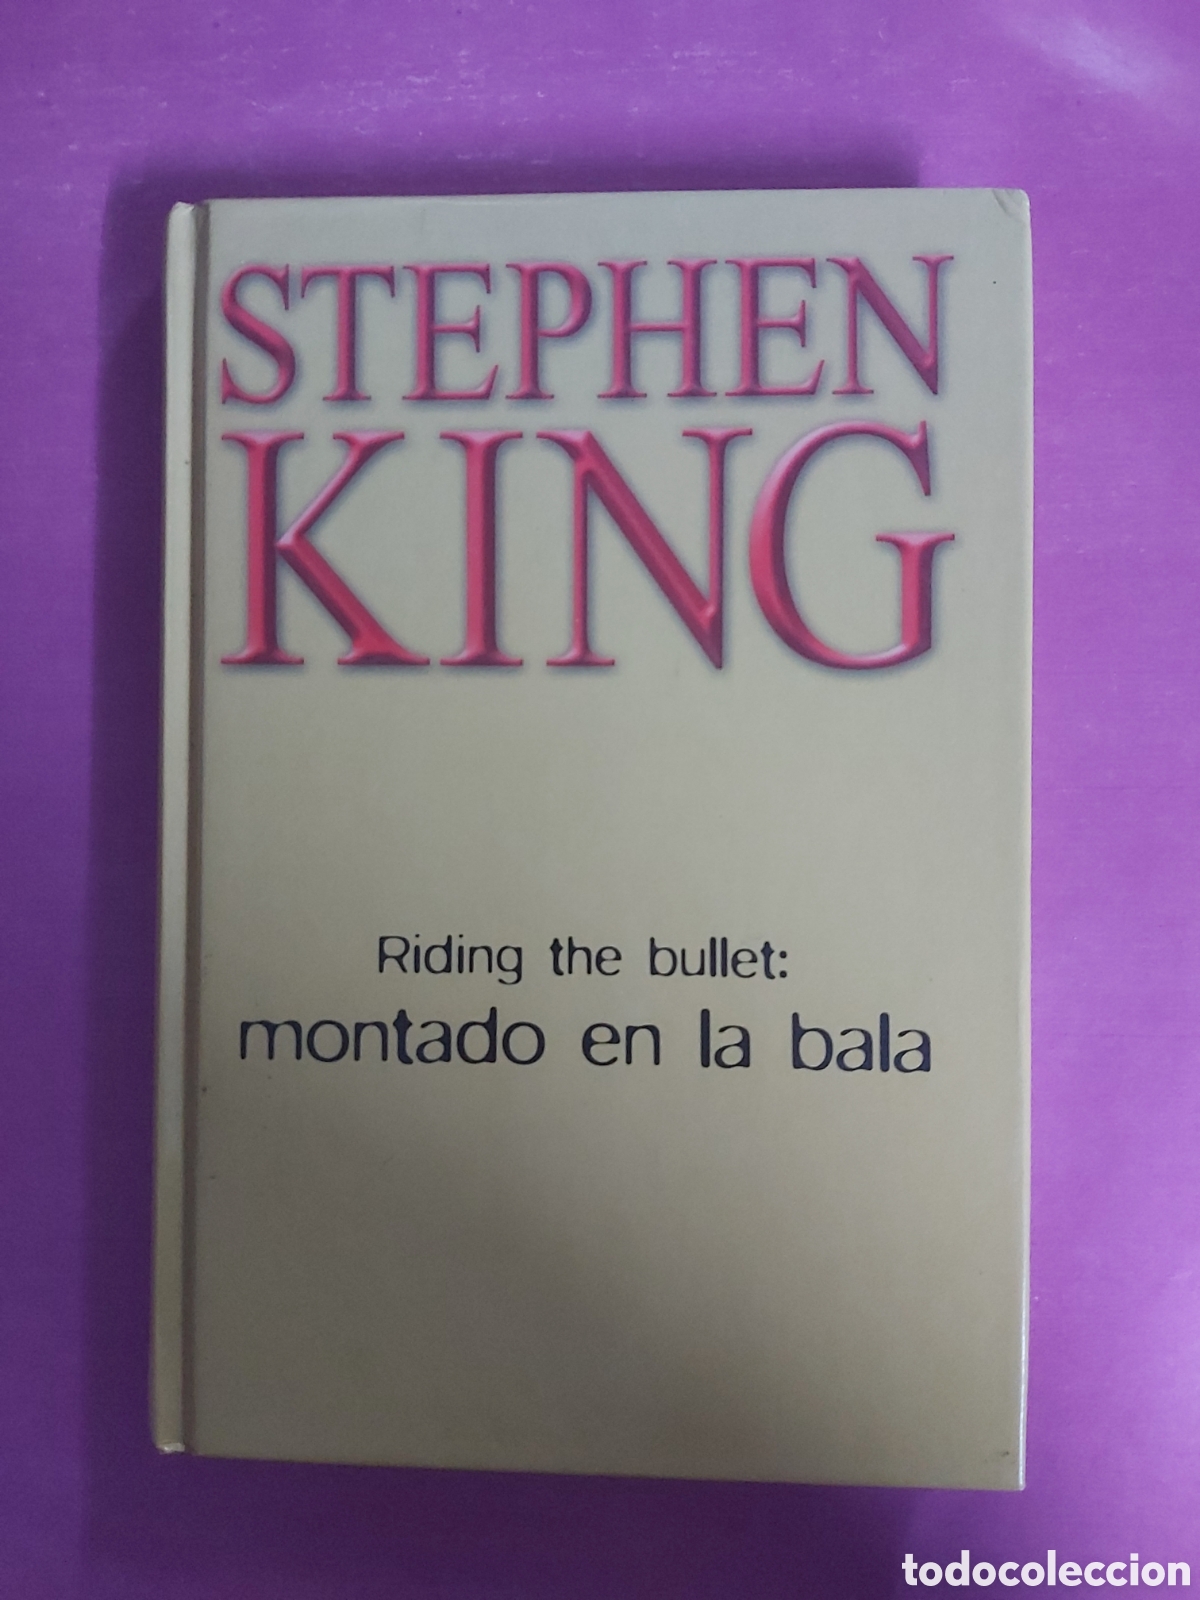 STEPHEN
KING
Riding the bullet:
montado en la bala
todocoleccion